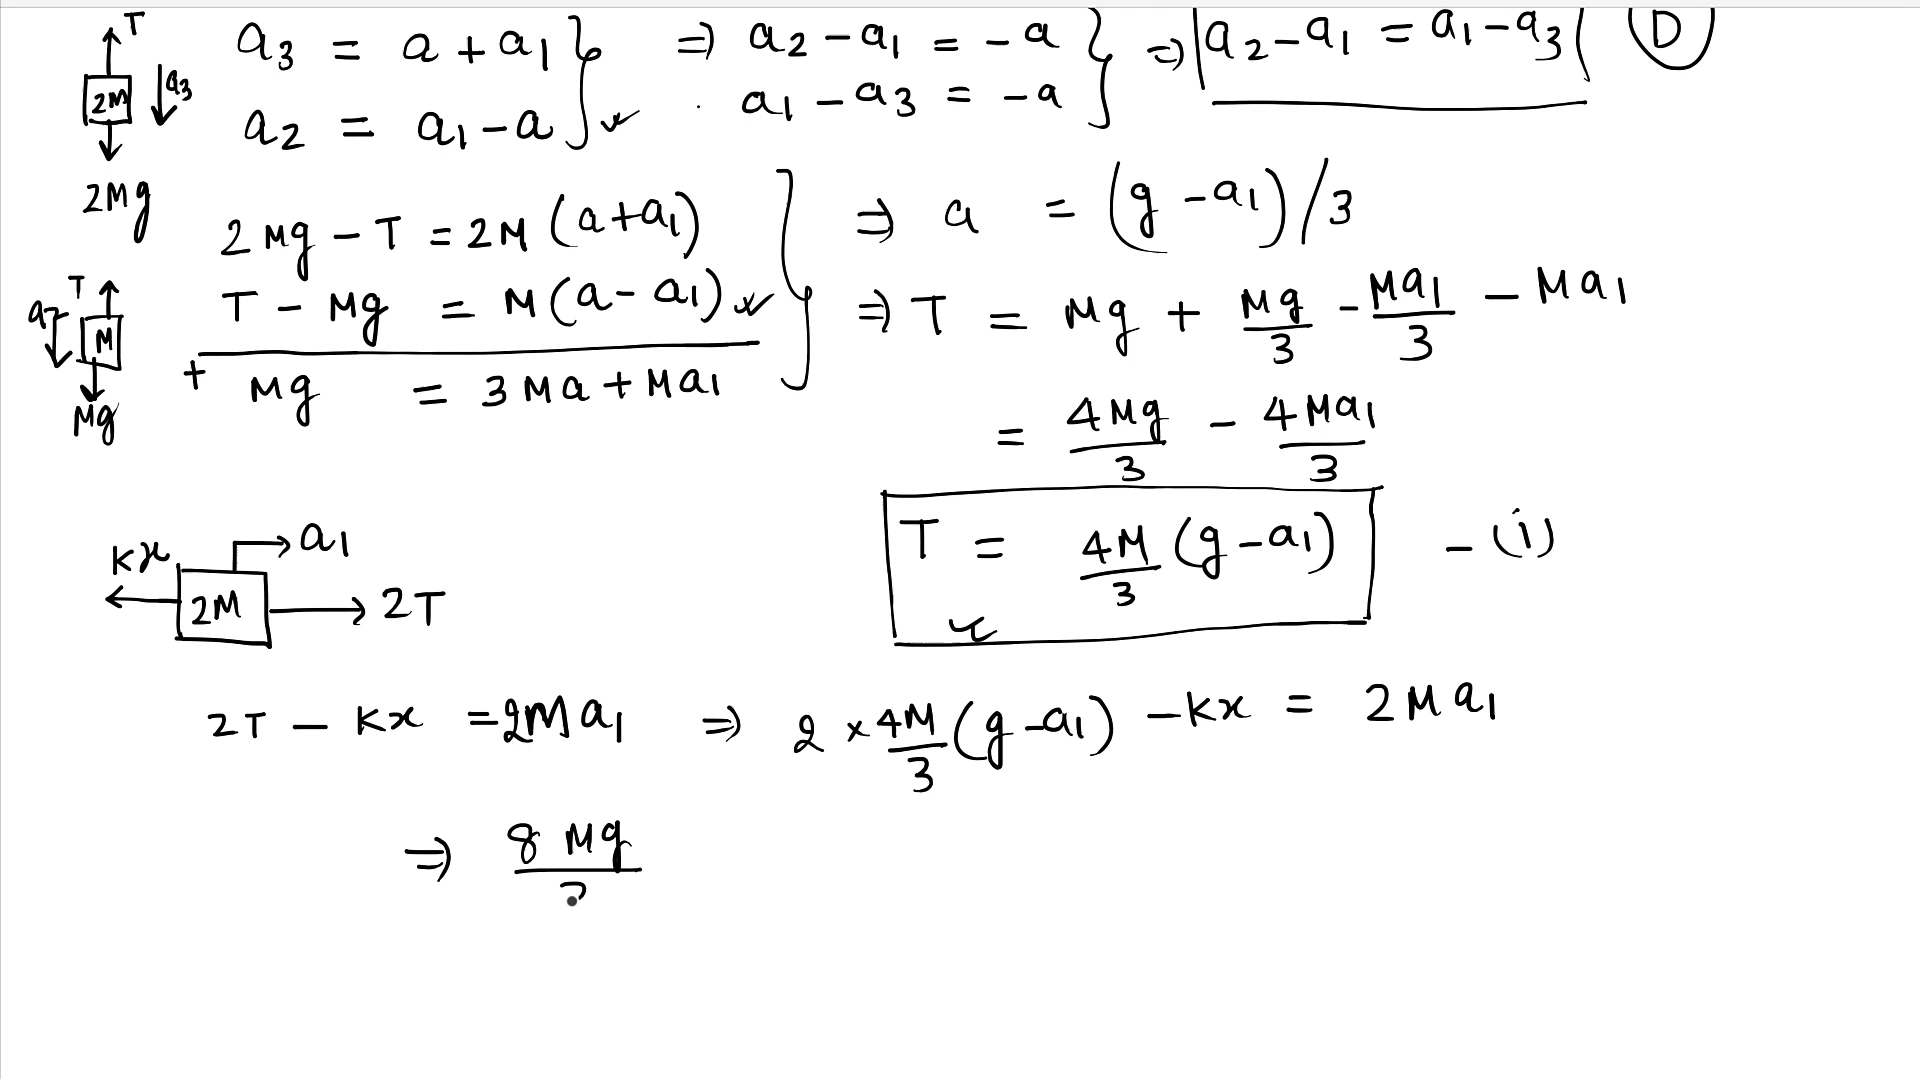 T
2M
a3
2Mg
a3 = a + a1 ⇒ a2 - a1 = -a ⇒ a2 - a1 = a1 - a3 D
a2 = a1 - a a1 - a3 = -a
2Mg - T = 2M (a + a1) ⇒ a = (g - a1)/3
T - Mg = M(a - a1) ⇒ T = Mg + Mg/3 - Ma1/3 - Ma1
+ Mg = 3Ma + Ma1
T
a2
M
Mg
= 4Mg/3 - 4Ma1/3
T = 4M/3 (g - a1) - (i)
kx
a1
2M
2T
2T - kx = 2Ma1 ⇒ 2 × 4M/3 (g - a1) - kx = 2Ma1
⇒ 8Mg